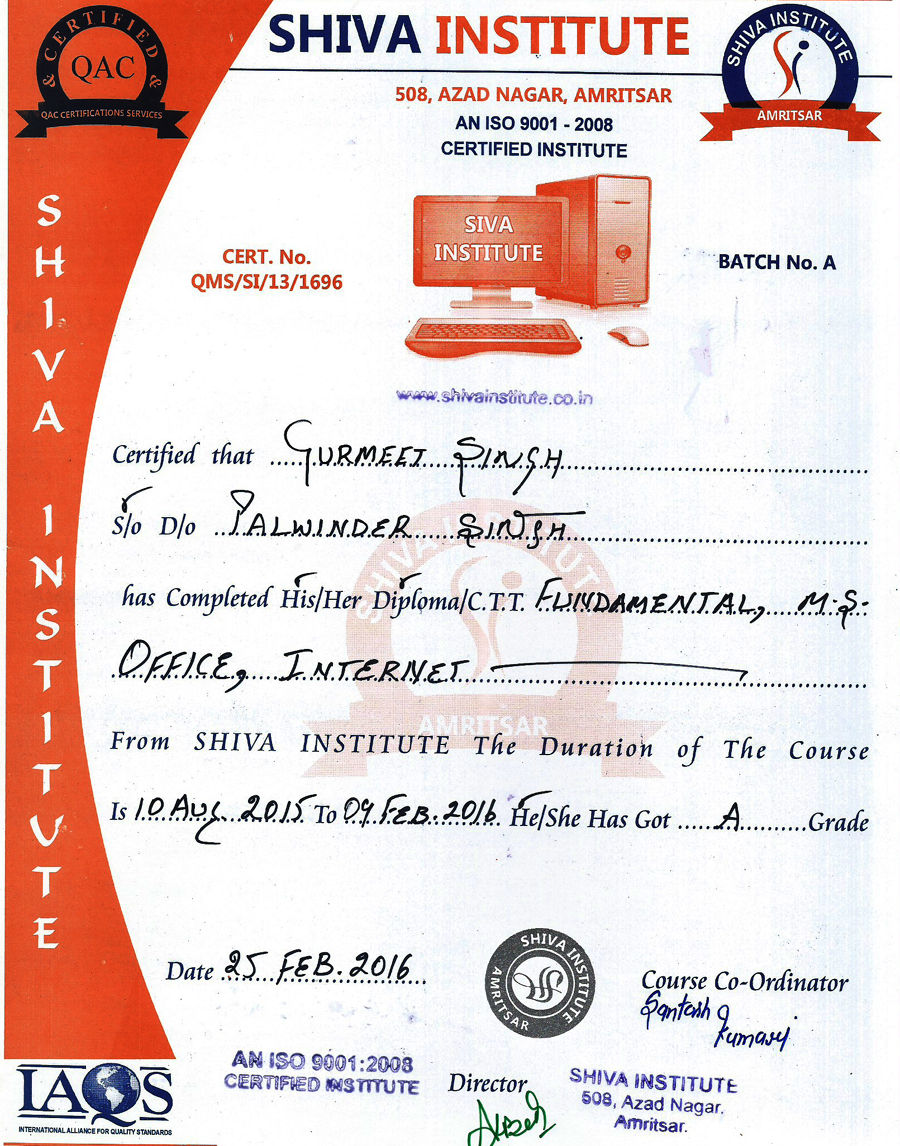 SHIVA INSTITUTE
& CERTIFIED &
QAC
QAC CERTIFICATIONS SERVICES
SHIVA INSTITUTE
AMRITSAR
508, AZAD NAGAR, AMRITSAR
AN ISO 9001 - 2008
CERTIFIED INSTITUTE
SHIVA INSTITUTE
SIVA
INSTITUTE
CERT. No.
QMS/SI/13/1696
BATCH No. A
www.shivainstitute.co.in
Certified that GURMEET SINGH
S/o D/o PALWINDER SINGH
has Completed His/Her Diploma/C.T.T. FUNDAMENTAL, M.S.
OFFICE, INTERNET
SHIVA INSTITUTE
AMRITSAR
From SHIVA INSTITUTE The Duration of The Course
Is 10 AUG 2015 To 09 FEB. 2016 He/She Has Got A Grade
Date 25 FEB. 2016
SHIVA INSTITUTE
AMRITSAR
Course Co-Ordinator
Santosh Kumari
IAQS
INTERNATIONAL ALLIANCE FOR QUALITY STANDARDS
AN ISO 9001:2008
CERTIFIED INSTITUTE
Director
SHIVA INSTITUTE
508, Azad Nagar.
Amritsar.